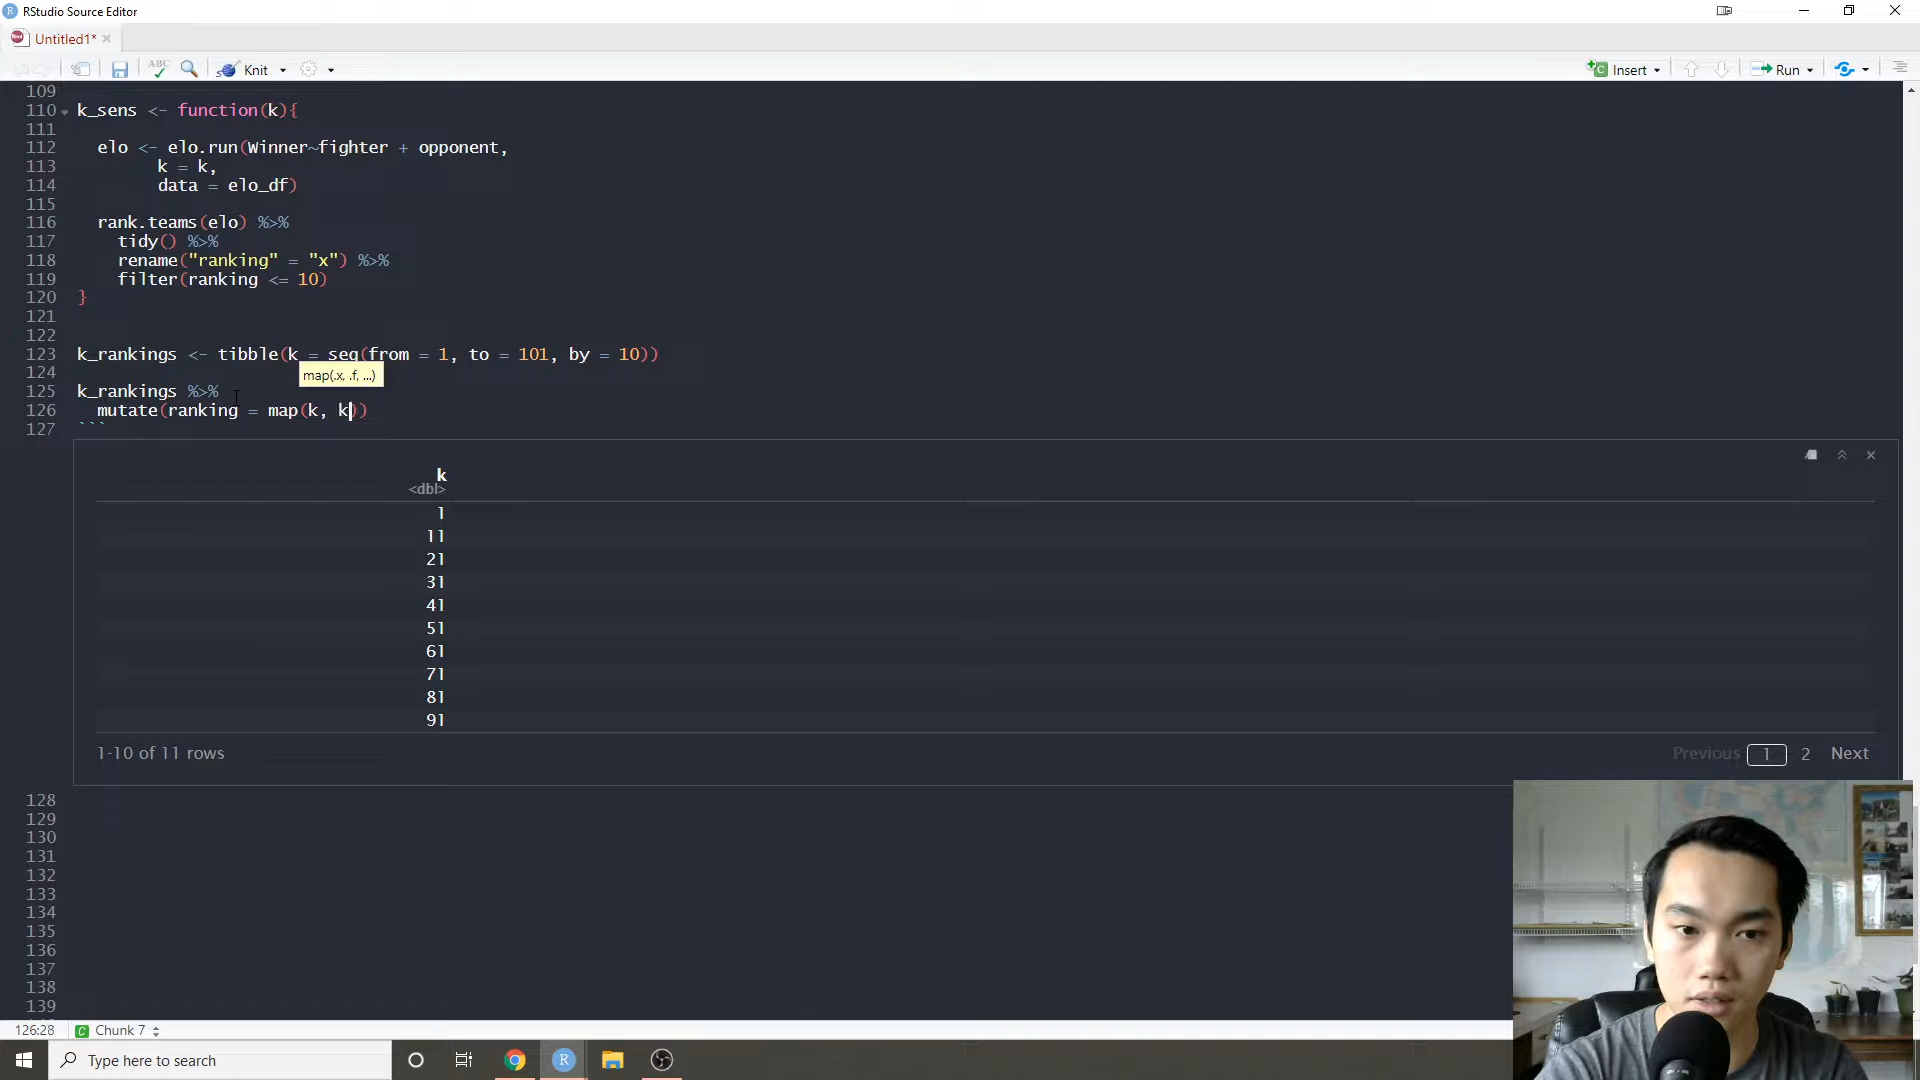 RStudio Source Editor
Untitled1*
ABC
Knit
Insert
Run
109
110 k_sens <- function(k){
111
112 elo <- elo.run(Winner~fighter + opponent,
113 k = k,
114 data = elo_df)
115
116 rank.teams(elo) %>%
117 tidy() %>%
118 rename("ranking" = "x") %>%
119 filter(ranking <= 10)
120 }
121
122
123 k_rankings <- tibble(k = seq(from = 1, to = 101, by = 10))
124
map(.x, .f, ...)
125 k_rankings %>%
126 mutate(ranking = map(k, k))
127 ```
k
<dbl>
1
11
21
31
41
51
61
71
81
91
1-10 of 11 rows
Previous 1 2 Next
128
129
130
131
132
133
134
135
136
137
138
139
126:28 C Chunk 7
Type here to search
R